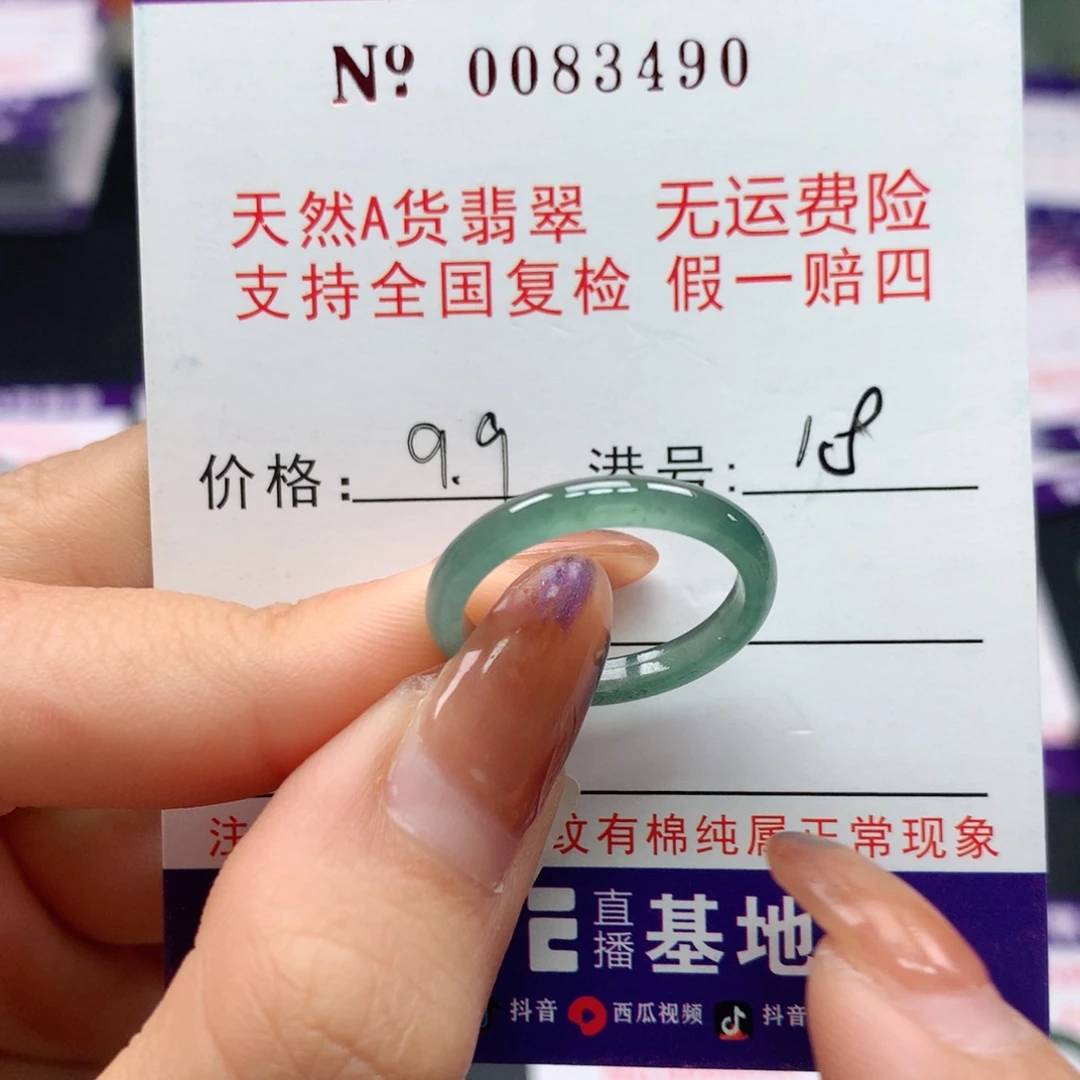 Nº 0083490
天然A货翡翠 无运费险
支持全国复检 假一赔四
价格: 9.9 港号: 18
注 纹有棉纯属正常现象
直播 基地
抖音 西瓜视频 抖音